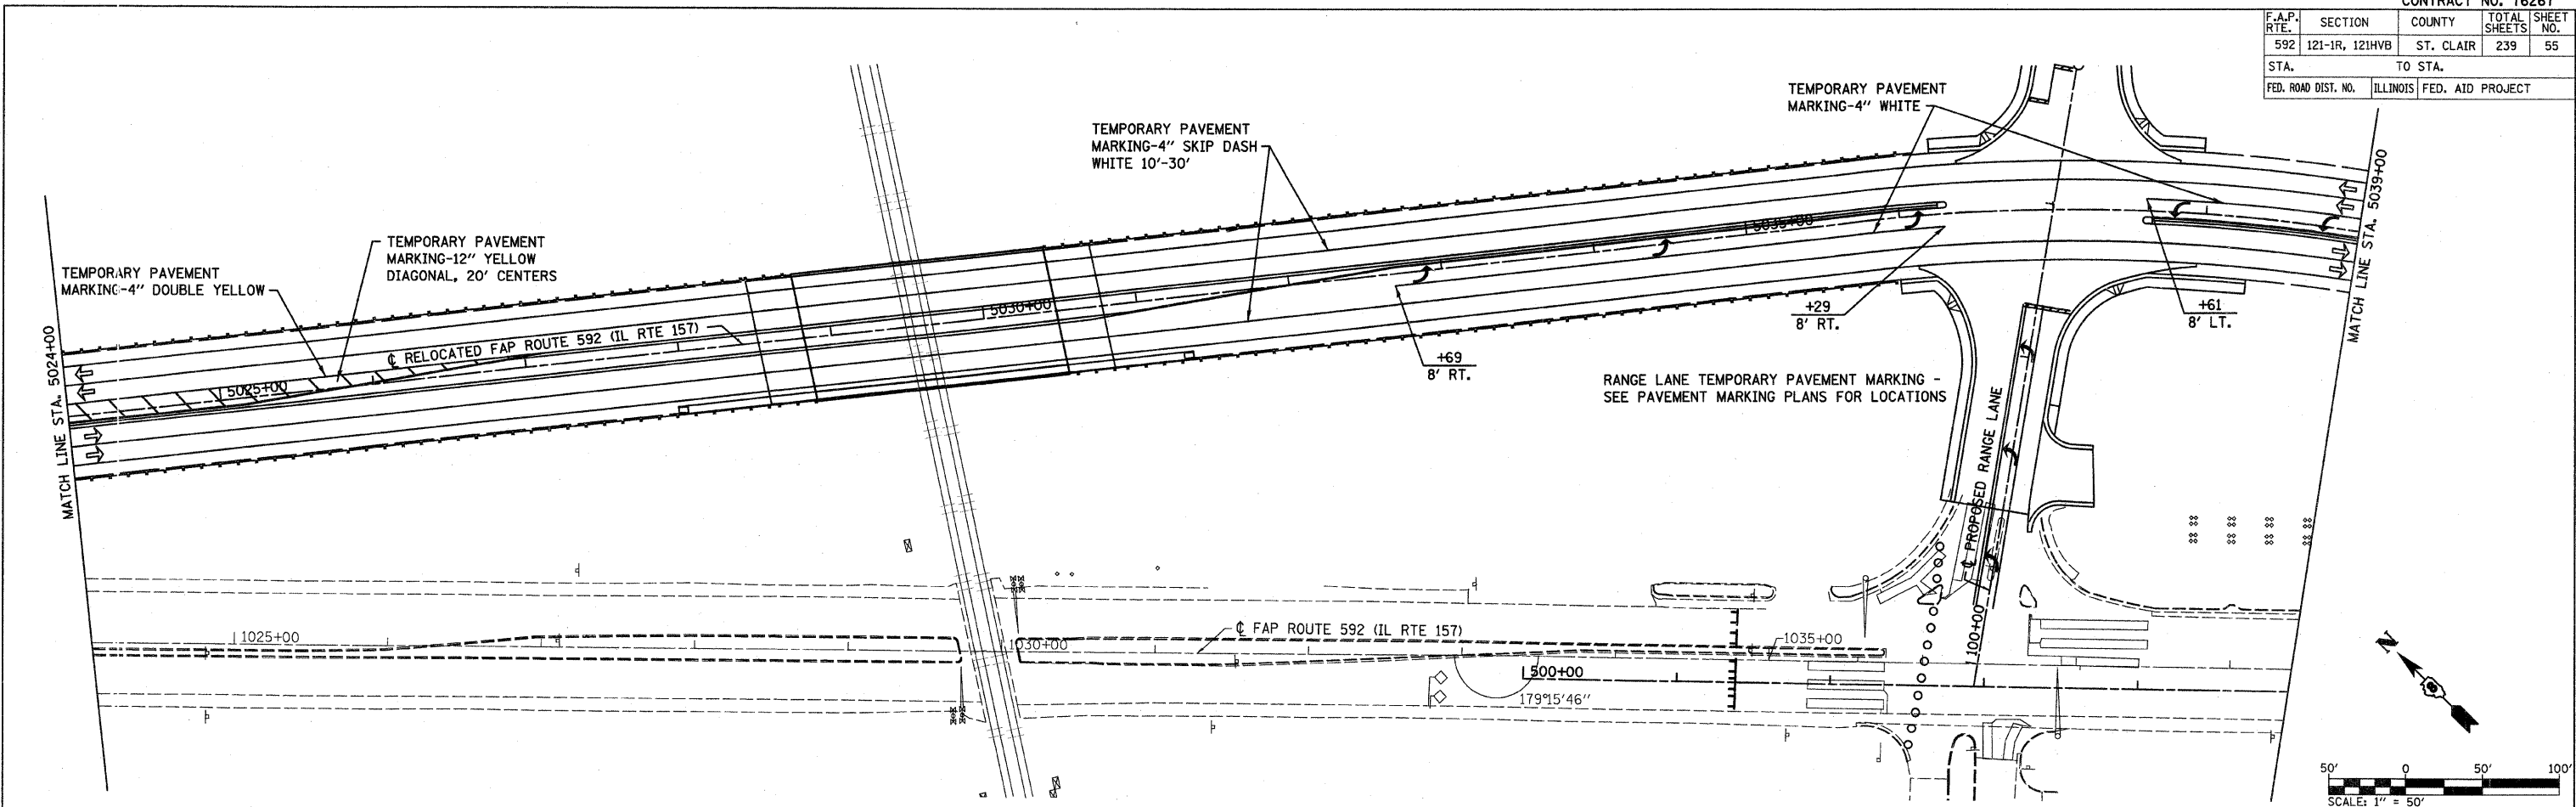 CONTRACT NO. 76261
F.A.P. RTE. SECTION COUNTY TOTAL SHEETS SHEET NO.
592 121-1R, 121HVB ST. CLAIR 239 55
STA. TO STA.
FED. ROAD DIST. NO. ILLINOIS FED. AID PROJECT
TEMPORARY PAVEMENT
MARKING-4" WHITE
TEMPORARY PAVEMENT
MARKING-4" SKIP DASH
WHITE 10'-30'
TEMPORARY PAVEMENT
MARKING-12" YELLOW
DIAGONAL, 20' CENTERS
TEMPORARY PAVEMENT
MARKING-4" DOUBLE YELLOW
MATCH LINE STA. 5024+00
MATCH LINE STA. 5039+00
5025+00
℄ RELOCATED FAP ROUTE 592 (IL RTE 157)
5030+00
5035+00
+69
8' RT.
+29
8' RT.
+61
8' LT.
RANGE LANE TEMPORARY PAVEMENT MARKING -
SEE PAVEMENT MARKING PLANS FOR LOCATIONS
℄ PROPOSED RANGE LANE
1100+00
1025+00
1030+00
℄ FAP ROUTE 592 (IL RTE 157)
1035+00
500+00
179°15'46"
N
50' 0 50' 100'
SCALE: 1" = 50'